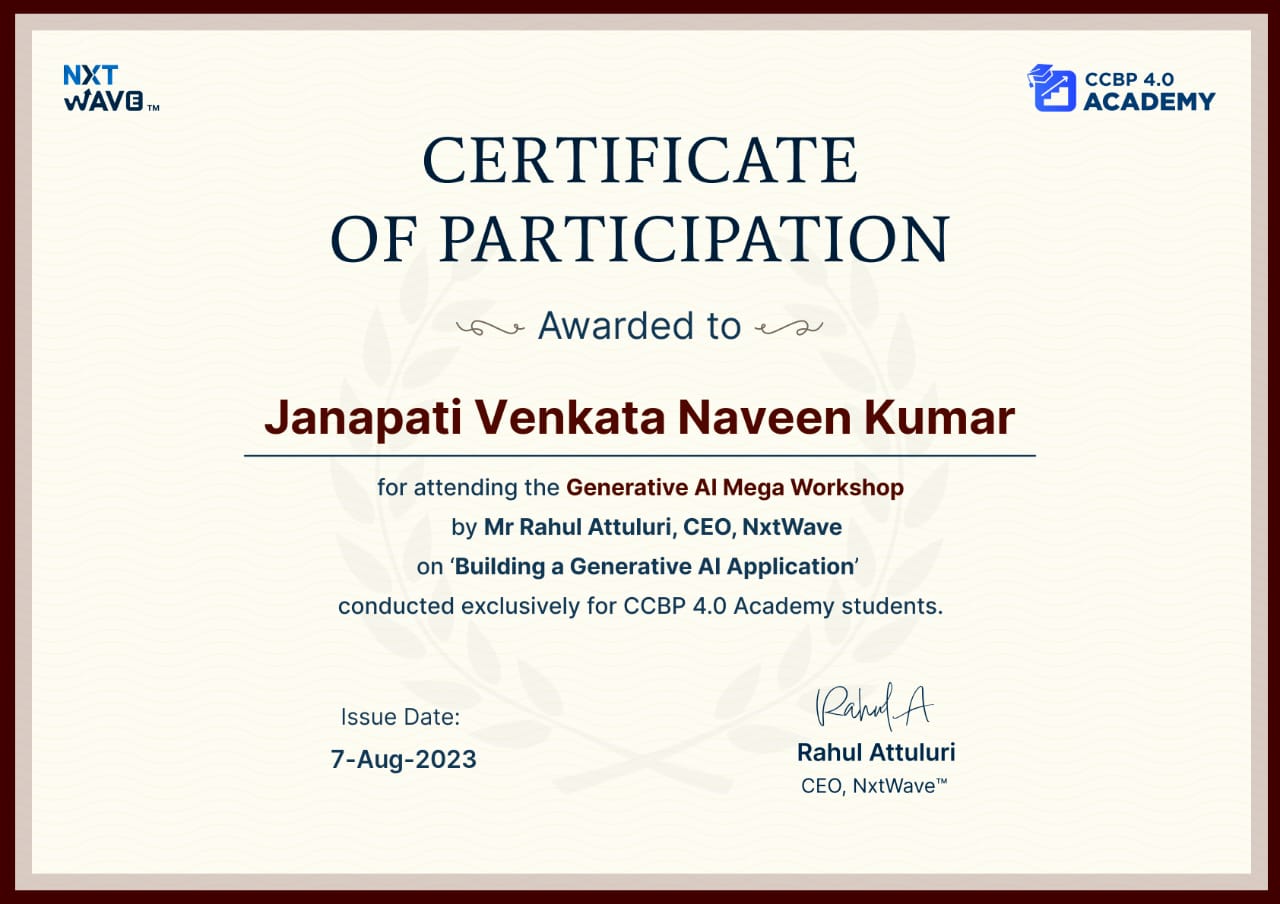 NXT
WAVE™
CCBP 4.0
ACADEMY
CERTIFICATE
OF PARTICIPATION
Awarded to
Janapati Venkata Naveen Kumar
for attending the Generative AI Mega Workshop
by Mr Rahul Attuluri, CEO, NxtWave
on ‘Building a Generative AI Application’
conducted exclusively for CCBP 4.0 Academy students.
Issue Date:
7-Aug-2023
Rahul A
Rahul Attuluri
CEO, NxtWave™